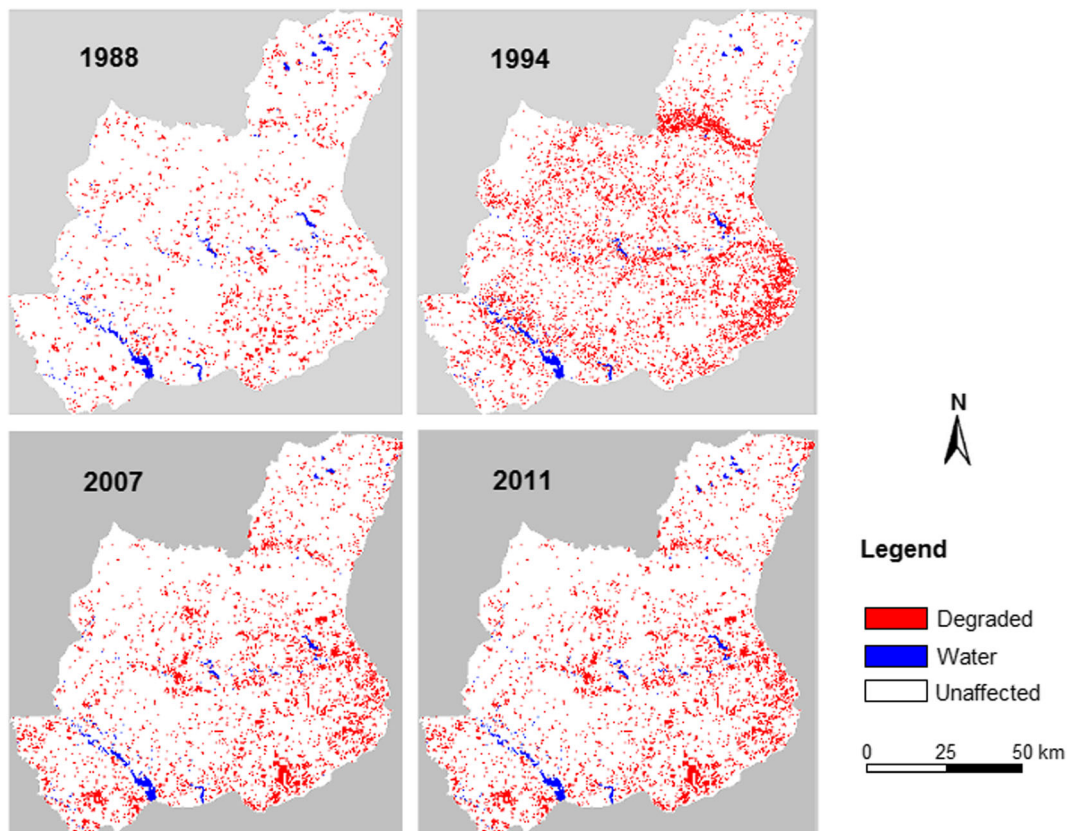 1988
1994
2007
2011
N
Legend
Degraded
Water
Unaffected
0 25 50 km